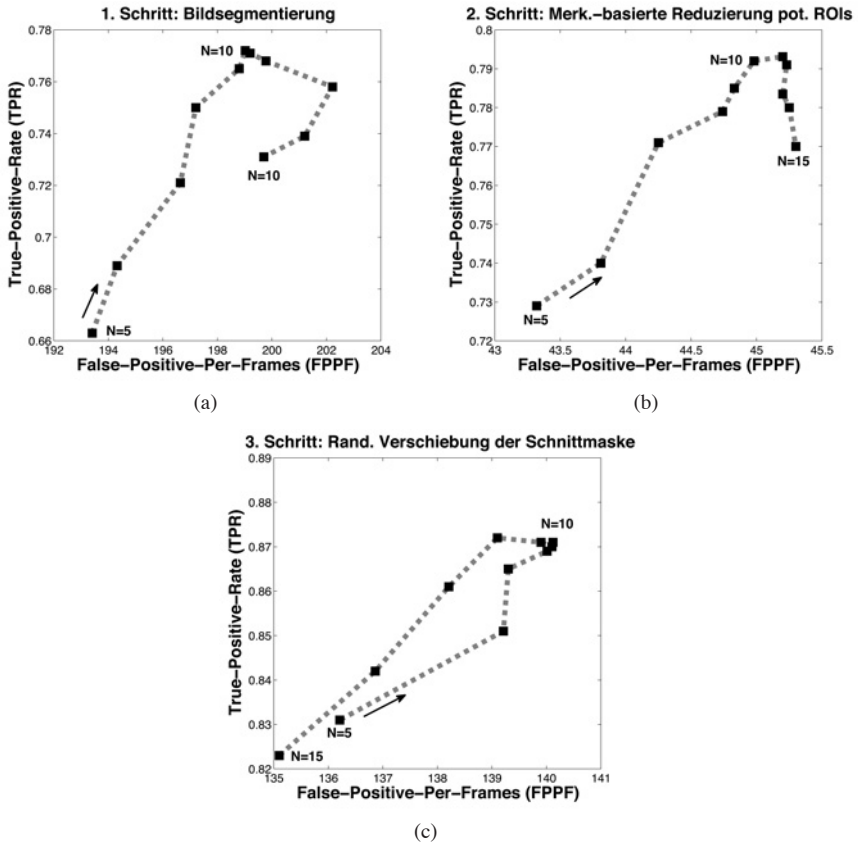 1. Schritt: Bildsegmentierung
0.78
0.76
0.74
0.72
0.7
0.68
0.66
True-Positive-Rate (TPR)
N=10
N=10
N=5
192
194
196
198
200
202
204
False-Positive-Per-Frames (FPPF)
(a)
2. Schritt: Merk.-basierte Reduzierung pot. ROIs
0.8
0.79
0.78
0.77
0.76
0.75
0.74
0.73
0.72
True-Positive-Rate (TPR)
N=10
N=15
N=5
43
43.5
44
44.5
45
45.5
False-Positive-Per-Frames (FPPF)
(b)
3. Schritt: Rand. Verschiebung der Schnittmaske
0.89
0.88
0.87
0.86
0.85
0.84
0.83
0.82
True-Positive-Rate (TPR)
N=10
N=5
N=15
135
136
137
138
139
140
141
False-Positive-Per-Frames (FPPF)
(c)